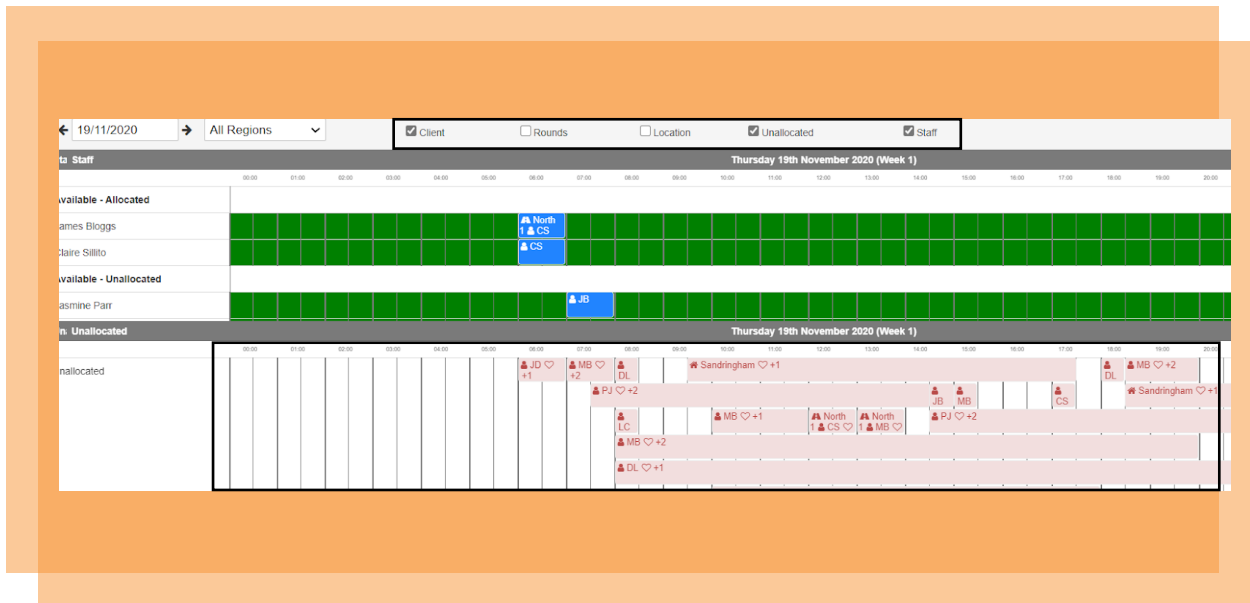 19/11/2020 All Regions Client Rounds Location Unallocated Staff
ta Staff Thursday 19th November 2020 (Week 1)
00:00 01:00 02:00 03:00 04:00 05:00 06:00 07:00 08:00 09:00 10:00 11:00 12:00 13:00 14:00 15:00 16:00 17:00 18:00 19:00 20:00
Available - Allocated
ames Bloggs North
1 CS
Claire Sillito CS
Available - Unallocated
asmine Parr JB
n: Unallocated Thursday 19th November 2020 (Week 1)
00:00 01:00 02:00 03:00 04:00 05:00 06:00 07:00 08:00 09:00 10:00 11:00 12:00 13:00 14:00 15:00 16:00 17:00 18:00 19:00 20:00
nallocated JD ♡ MB ♡ Sandringham ♡ +1 MB ♡ +2
+1 +2 DL DL
PJ ♡ +2 Sandringham ♡ +1
JB MB CS
MB ♡ +1 North North PJ ♡ +2
LC 1 CS ♡ 1 MB ♡
MB ♡ +2
DL ♡ +1